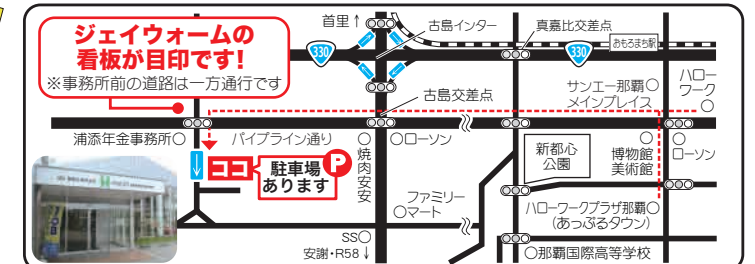 ジェイウォームの
看板が目印です!
※事務所前の道路は一方通行です
首里↑
古島インター
真嘉比交差点
330
330
おもろまち駅
古島交差点
サンエー那覇
メインプレイス
ハロー
ワーク
浦添年金事務所
パイプライン通り
ローソン
焼肉安安
新都心
公園
博物館
美術館
ローソン
ココ
駐車場
あります
P
ファミリー
マート
ハローワークプラザ那覇
(あっぷるタウン)
SS
安謝・R58↓
那覇国際高等学校